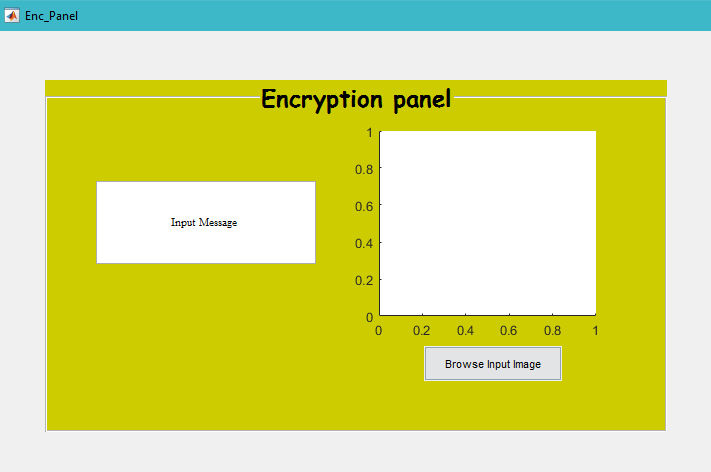 Enc_Panel
Encryption panel
Input Message
1
0.8
0.6
0.4
0.2
0
0 0.2 0.4 0.6 0.8 1
Browse Input Image